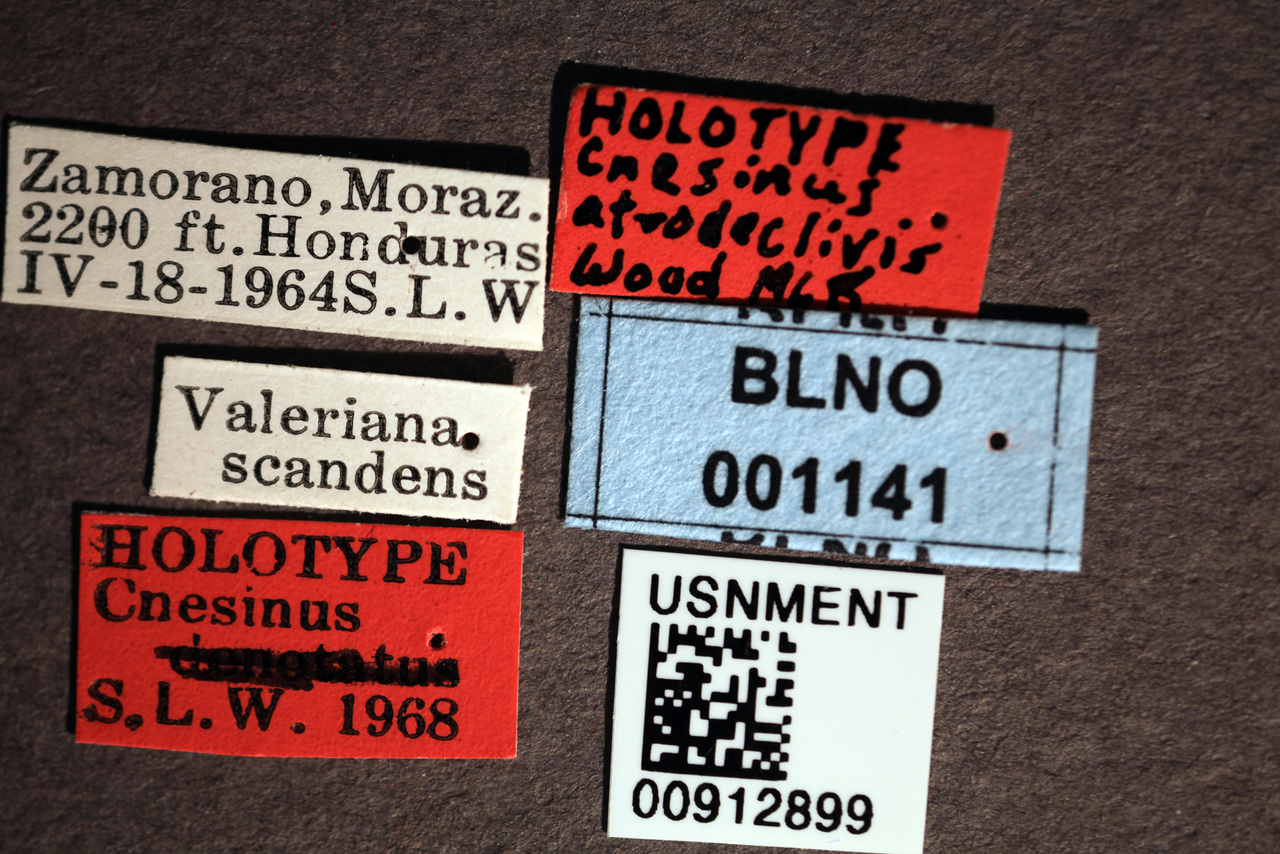 Zamorano, Moraz.
2200 ft. Honduras
IV-18-1964 S.L.W
Valeriana
scandens
HOLOTYPE
Cnesinus
denotatus
S.L.W. 1968
HOLOTYPE
Cnesinus
atrodeclivis
Wood
BLNO
001141
USNMENT
00912899